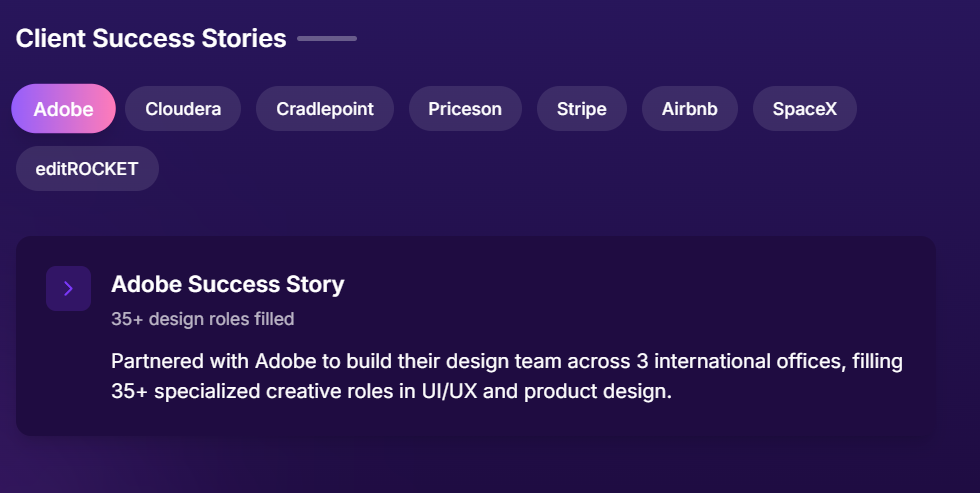 Client Success Stories
Adobe Cloudera Cradlepoint Priceson Stripe Airbnb SpaceX
editROCKET
Adobe Success Story
35+ design roles filled
Partnered with Adobe to build their design team across 3 international offices, filling
35+ specialized creative roles in UI/UX and product design.